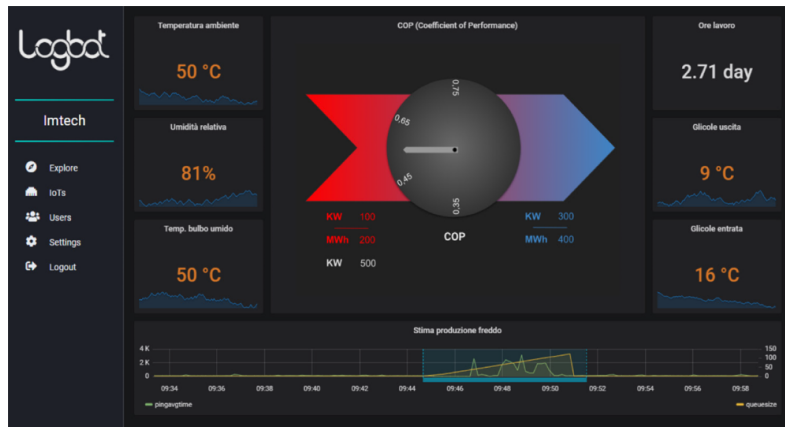 Logbot
Imtech
Explore
IoTs
Users
Settings
Logout
Temperatura ambiente
50 °C
Umidità relativa
81%
Temp. bulbo umido
50 °C
COP (Coefficient of Performance)
0.75
0.65
0.45
0.35
COP
KW 100
MWh 200
KW 500
KW 300
MWh 400
Ore lavoro
2.71 day
Glicole uscita
9 °C
Glicole entrata
16 °C
Stima produzione freddo
4 K
2 K
0
150
100
50
0
09:34 09:36 09:38 09:40 09:42 09:44 09:46 09:48 09:50 09:52 09:54 09:56 09:58
pingavgtime
queuesize